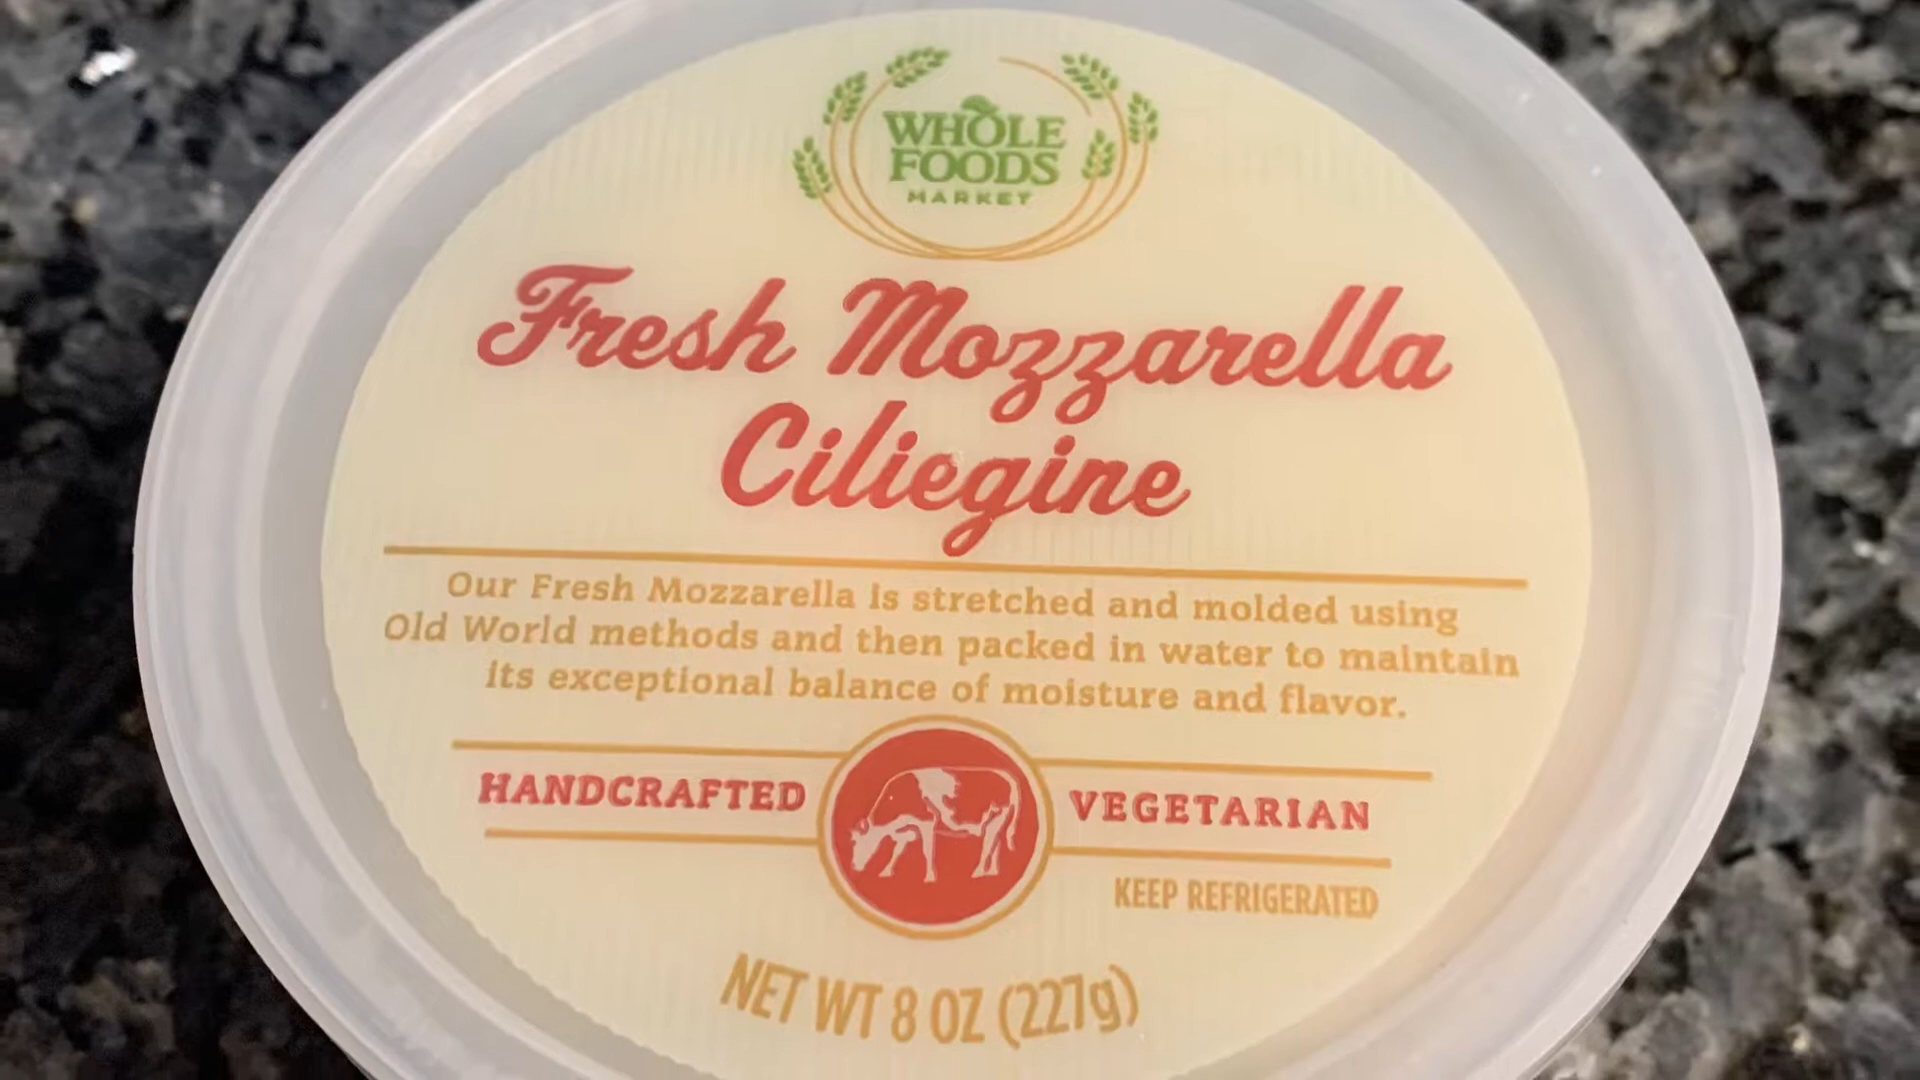 WHOLE
FOODS
MARKET
Fresh Mozzarella
Ciliegine
Our Fresh Mozzarella is stretched and molded using
Old World methods and then packed in water to maintain
its exceptional balance of moisture and flavor.
HANDCRAFTED VEGETARIAN
KEEP REFRIGERATED
NET WT 8 OZ (227g)